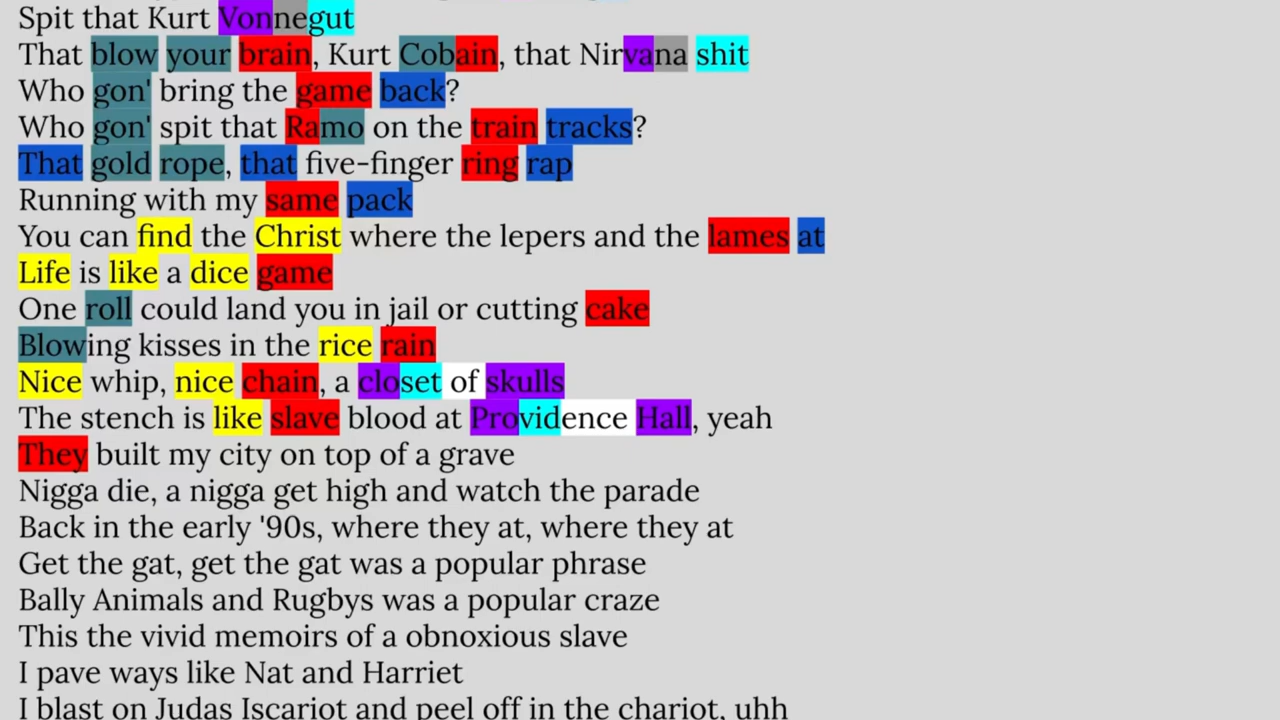 Spit that Kurt Vonnegut
That blow your brain, Kurt Cobain, that Nirvana shit
Who gon' bring the game back?
Who gon' spit that Ramo on the train tracks?
That gold rope, that five-finger ring rap
Running with my same pack
You can find the Christ where the lepers and the lames at
Life is like a dice game
One roll could land you in jail or cutting cake
Blowing kisses in the rice rain
Nice whip, nice chain, a closet of skulls
The stench is like slave blood at Providence Hall, yeah
They built my city on top of a grave
Nigga die, a nigga get high and watch the parade
Back in the early '90s, where they at, where they at
Get the gat, get the gat was a popular phrase
Bally Animals and Rugbys was a popular craze
This the vivid memoirs of a obnoxious slave
I pave ways like Nat and Harriet
I blast on Judas Iscariot and peel off in the chariot, uhh